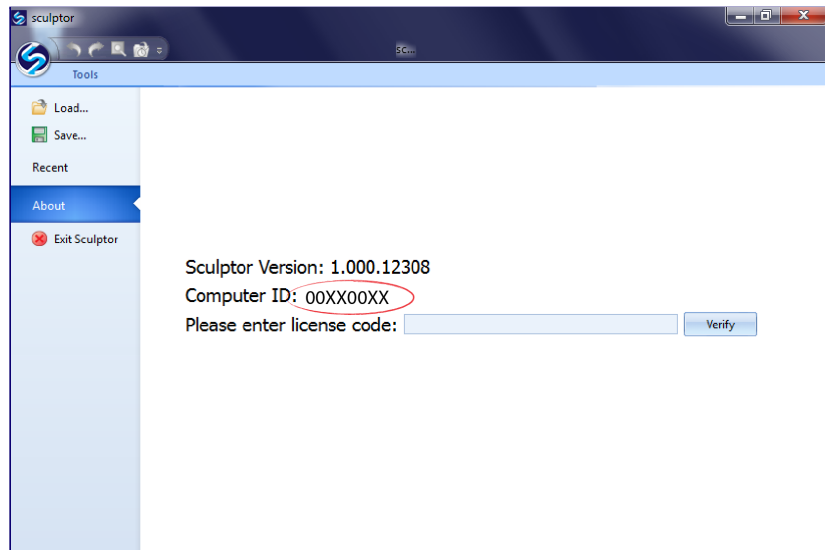 sculptor
sc...
Tools
Load...
Save...
Recent
About
Exit Sculptor
Sculptor Version: 1.000.12308
Computer ID: 00XX00XX
Please enter license code:
Verify